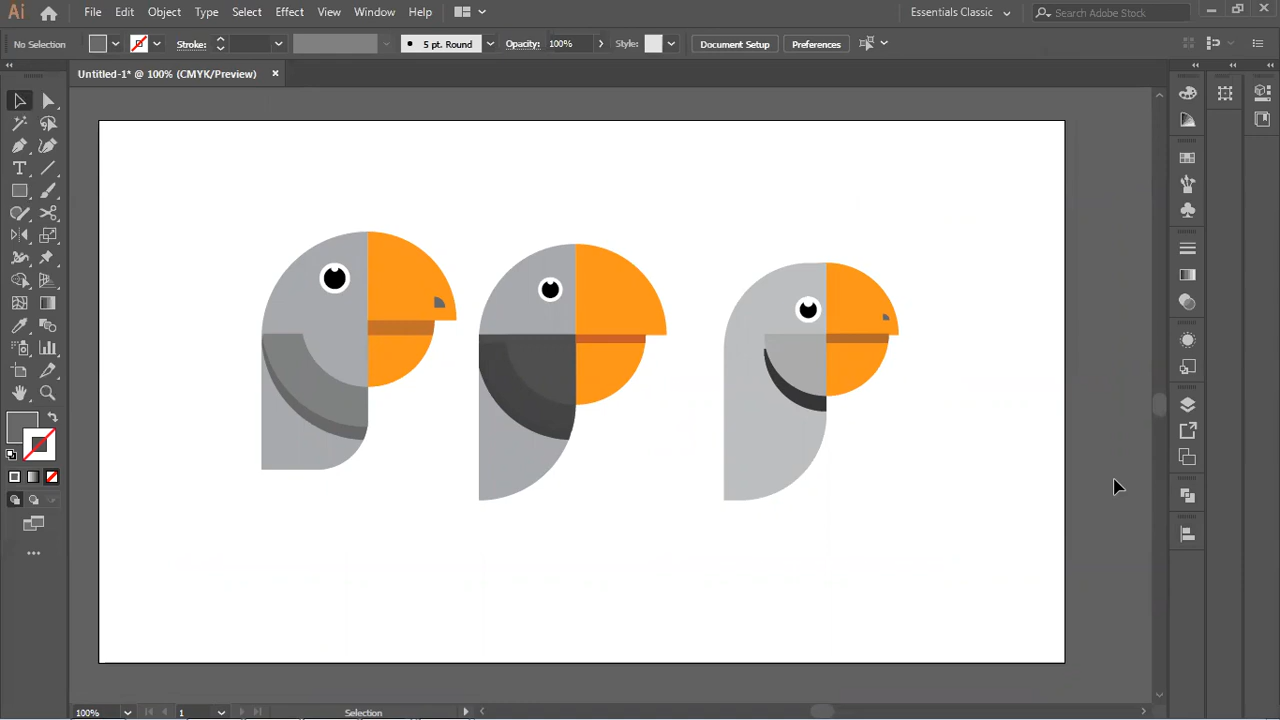 Ai File Edit Object Type Select Effect View Window Help Essentials Classic Search Adobe Stock
No Selection Stroke: 5 pt. Round Opacity: 100% Style: Document Setup Preferences
Untitled-1* @ 100% (CMYK/Preview) ×
T
100% 1 Selection